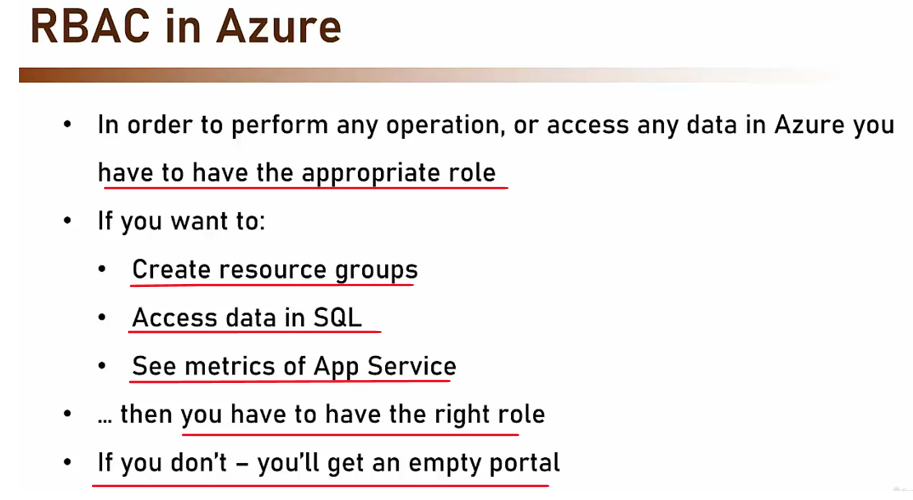 RBAC in Azure
• In order to perform any operation, or access any data in Azure you
have to have the appropriate role
• If you want to:
• Create resource groups
• Access data in SQL
• See metrics of App Service
• … then you have to have the right role
• If you don't – you'll get an empty portal